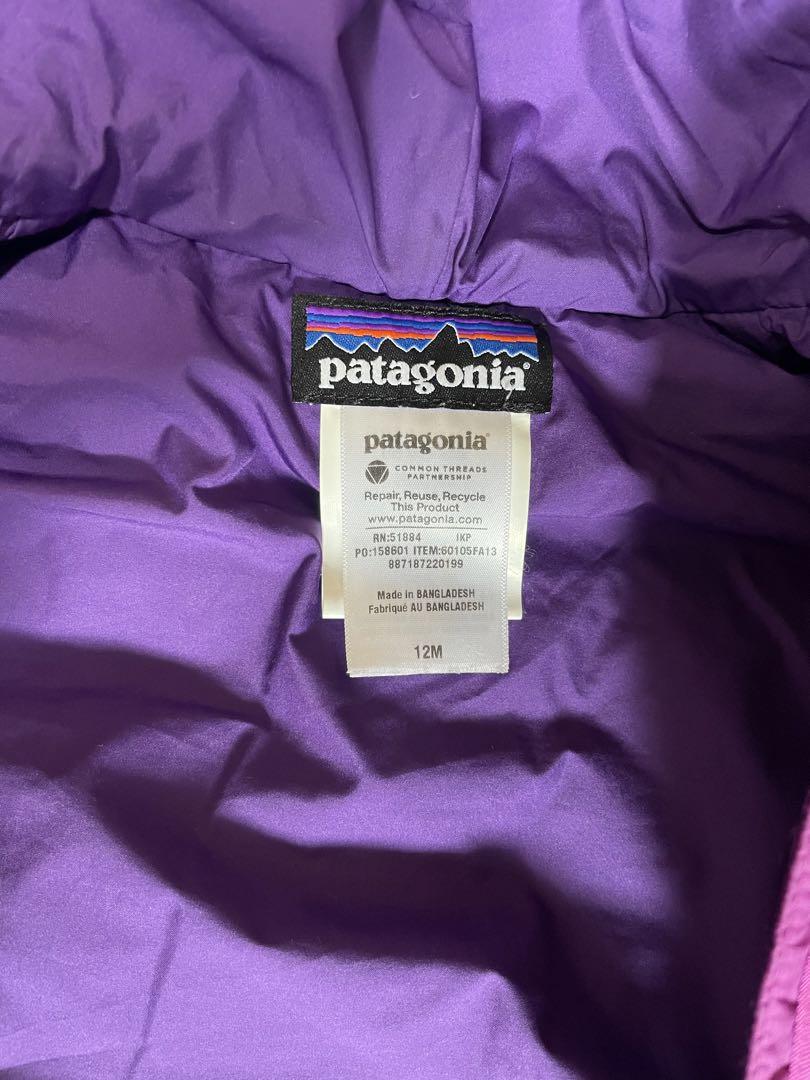 patagonia®
patagonia®
COMMON THREADS
PARTNERSHIP
Repair, Reuse, Recycle
This Product
www.patagonia.com
RN:51884 IKP
PO:158601 ITEM:60105FA13
887187220199
Made in BANGLADESH
Fabriqué AU BANGLADESH
12M